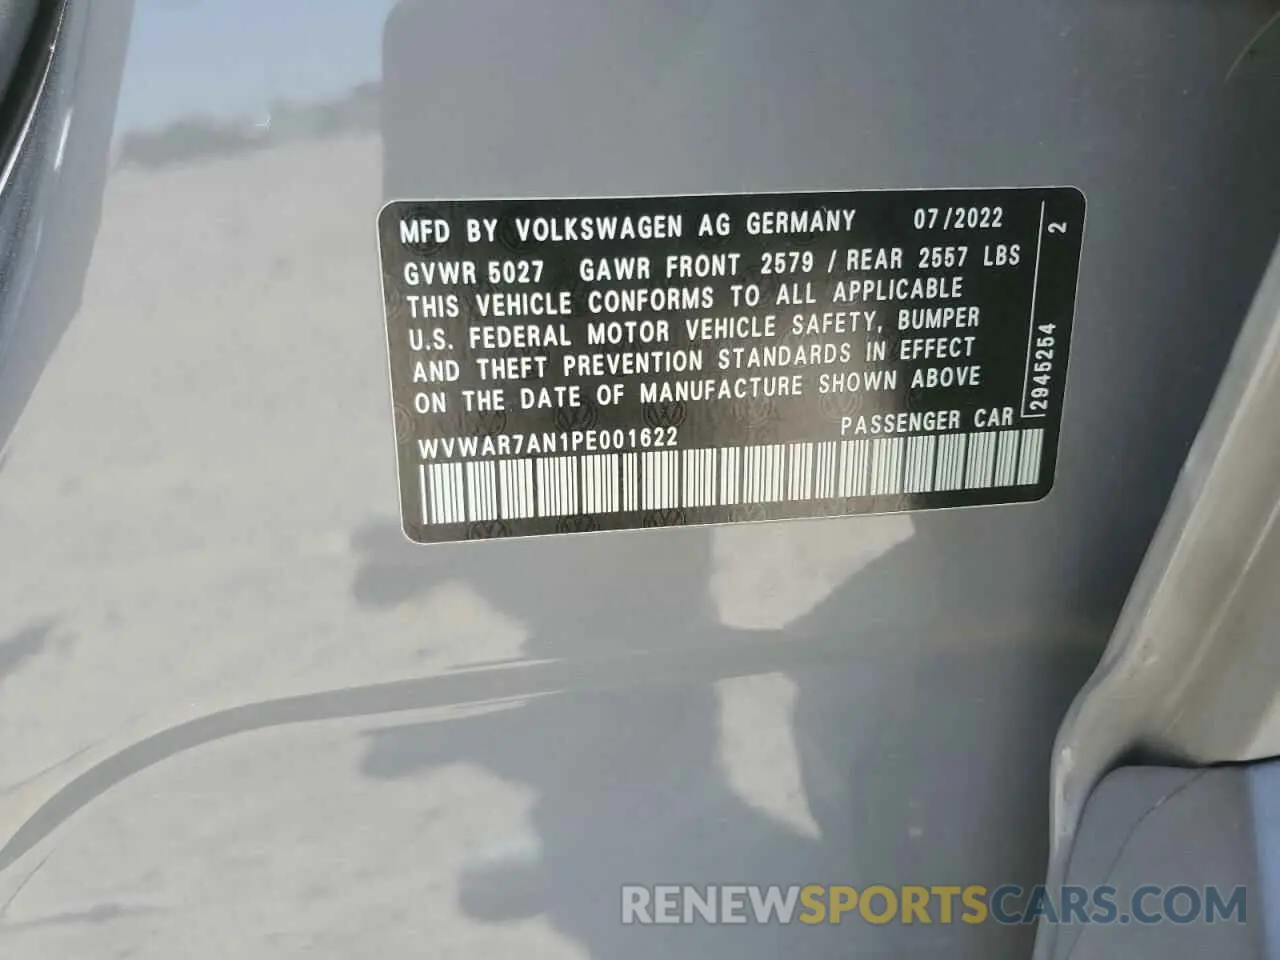 MFD BY VOLKSWAGEN AG GERMANY 07/2022
GVWR 5027 GAWR FRONT 2579 / REAR 2557 LBS
THIS VEHICLE CONFORMS TO ALL APPLICABLE
U.S. FEDERAL MOTOR VEHICLE SAFETY, BUMPER
AND THEFT PREVENTION STANDARDS IN EFFECT
ON THE DATE OF MANUFACTURE SHOWN ABOVE
WVWAR7AN1PE001622 PASSENGER CAR
2945254 2
RENEWSPORTSCARS.COM